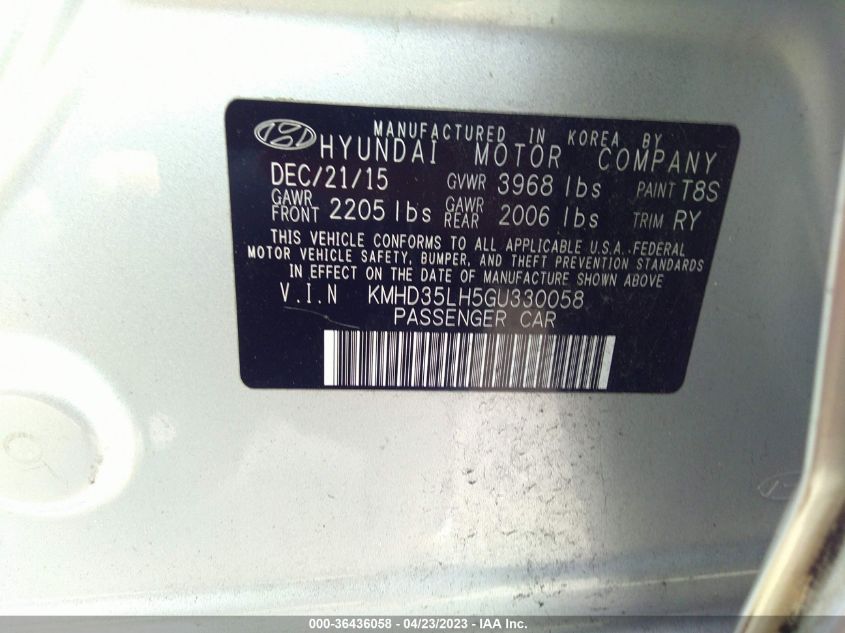 MANUFACTURED IN KOREA BY
HYUNDAI MOTOR COMPANY
DEC/21/15 GVWR 3968 lbs PAINT T8S
GAWR FRONT 2205 lbs GAWR REAR 2006 lbs TRIM RY
THIS VEHICLE CONFORMS TO ALL APPLICABLE U.S.A. FEDERAL
MOTOR VEHICLE SAFETY, BUMPER, AND THEFT PREVENTION STANDARDS
IN EFFECT ON THE DATE OF MANUFACTURE SHOWN ABOVE
V.I.N KMHD35LH5GU330058
PASSENGER CAR
000-36436058 - 04/23/2023 - IAA Inc.